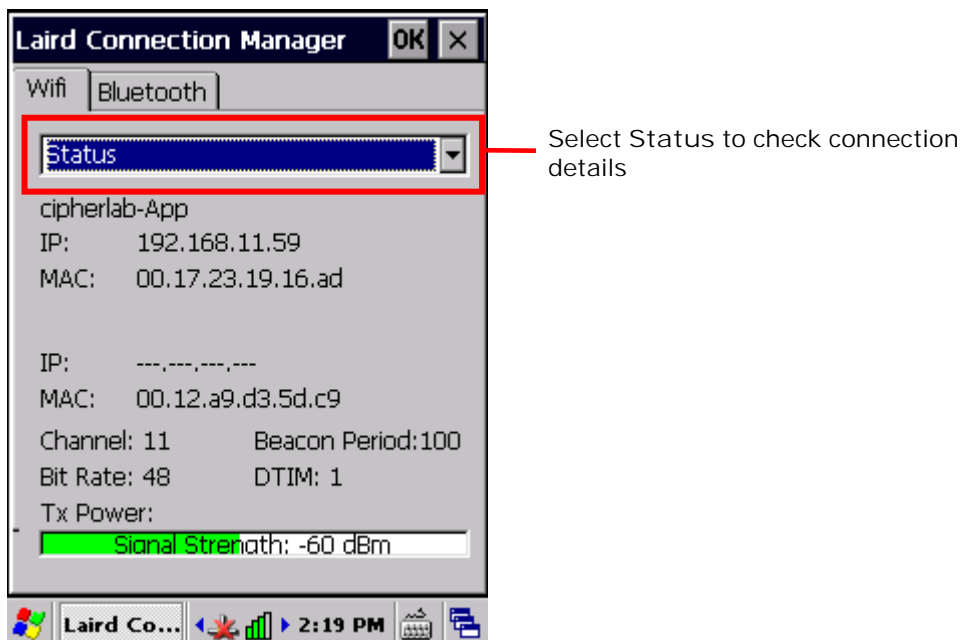 Laird Connection Manager OK ×
Wifi Bluetooth
Status
Select Status to check connection
details
cipherlab-App
IP: 192.168.11.59
MAC: 00.17.23.19.16.ad
IP: ---.---.---.---
MAC: 00.12.a9.d3.5d.c9
Channel: 11 Beacon Period:100
Bit Rate: 48 DTIM: 1
Tx Power:
Signal Strength: -60 dBm
Laird Co... 2:19 PM